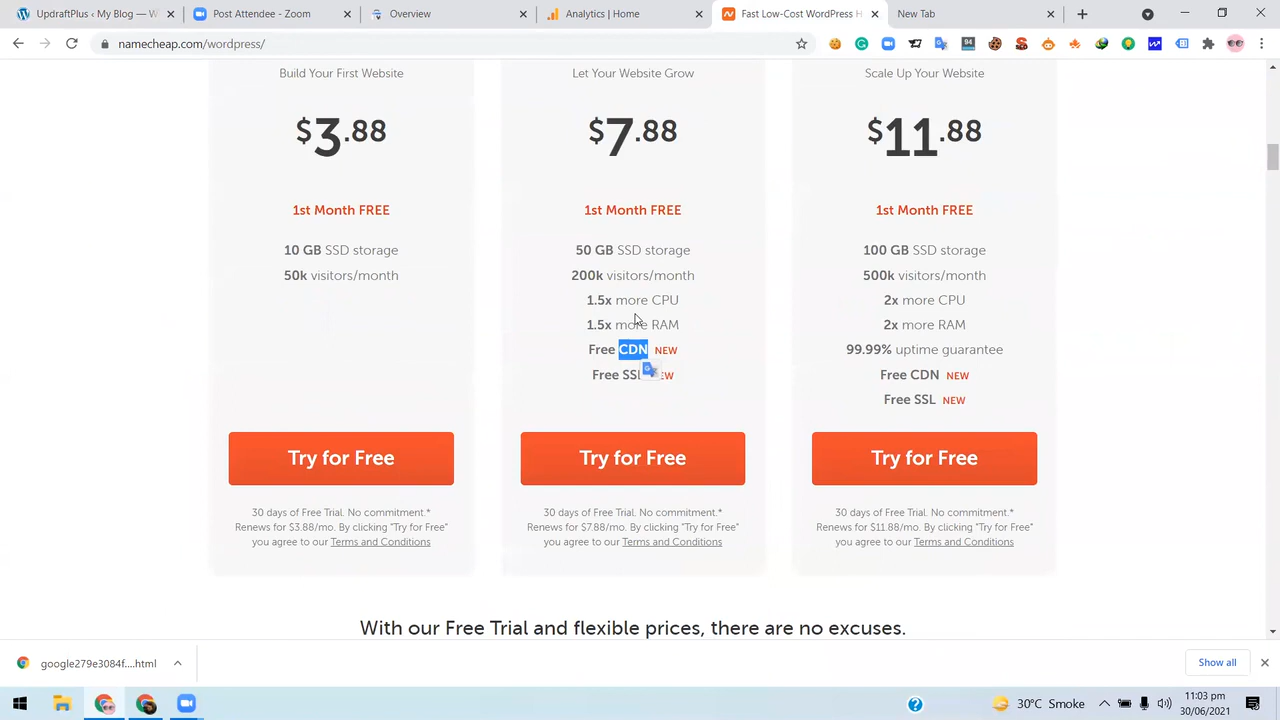 UpdraftPlus ‹ My Blog — WordPr
Post Attendee - Zoom
Overview
Analytics | Home
Fast Low-Cost WordPress H
New Tab
namecheap.com/wordpress/
94
Build Your First Website
$3.88
1st Month FREE
10 GB SSD storage
50k visitors/month
Try for Free
30 days of Free Trial. No commitment.*
Renews for $3.88/mo. By clicking “Try for Free”
you agree to our Terms and Conditions
Let Your Website Grow
$7.88
1st Month FREE
50 GB SSD storage
200k visitors/month
1.5x more CPU
1.5x more RAM
Free CDN NEW
Free SSL NEW
Try for Free
30 days of Free Trial. No commitment.*
Renews for $7.88/mo. By clicking “Try for Free”
you agree to our Terms and Conditions
Scale Up Your Website
$11.88
1st Month FREE
100 GB SSD storage
500k visitors/month
2x more CPU
2x more RAM
99.99% uptime guarantee
Free CDN NEW
Free SSL NEW
Try for Free
30 days of Free Trial. No commitment.*
Renews for $11.88/mo. By clicking “Try for Free”
you agree to our Terms and Conditions
With our Free Trial and flexible prices, there are no excuses.
google279e3084f....html
Show all
30°C Smoke
11:03 pm
30/06/2021